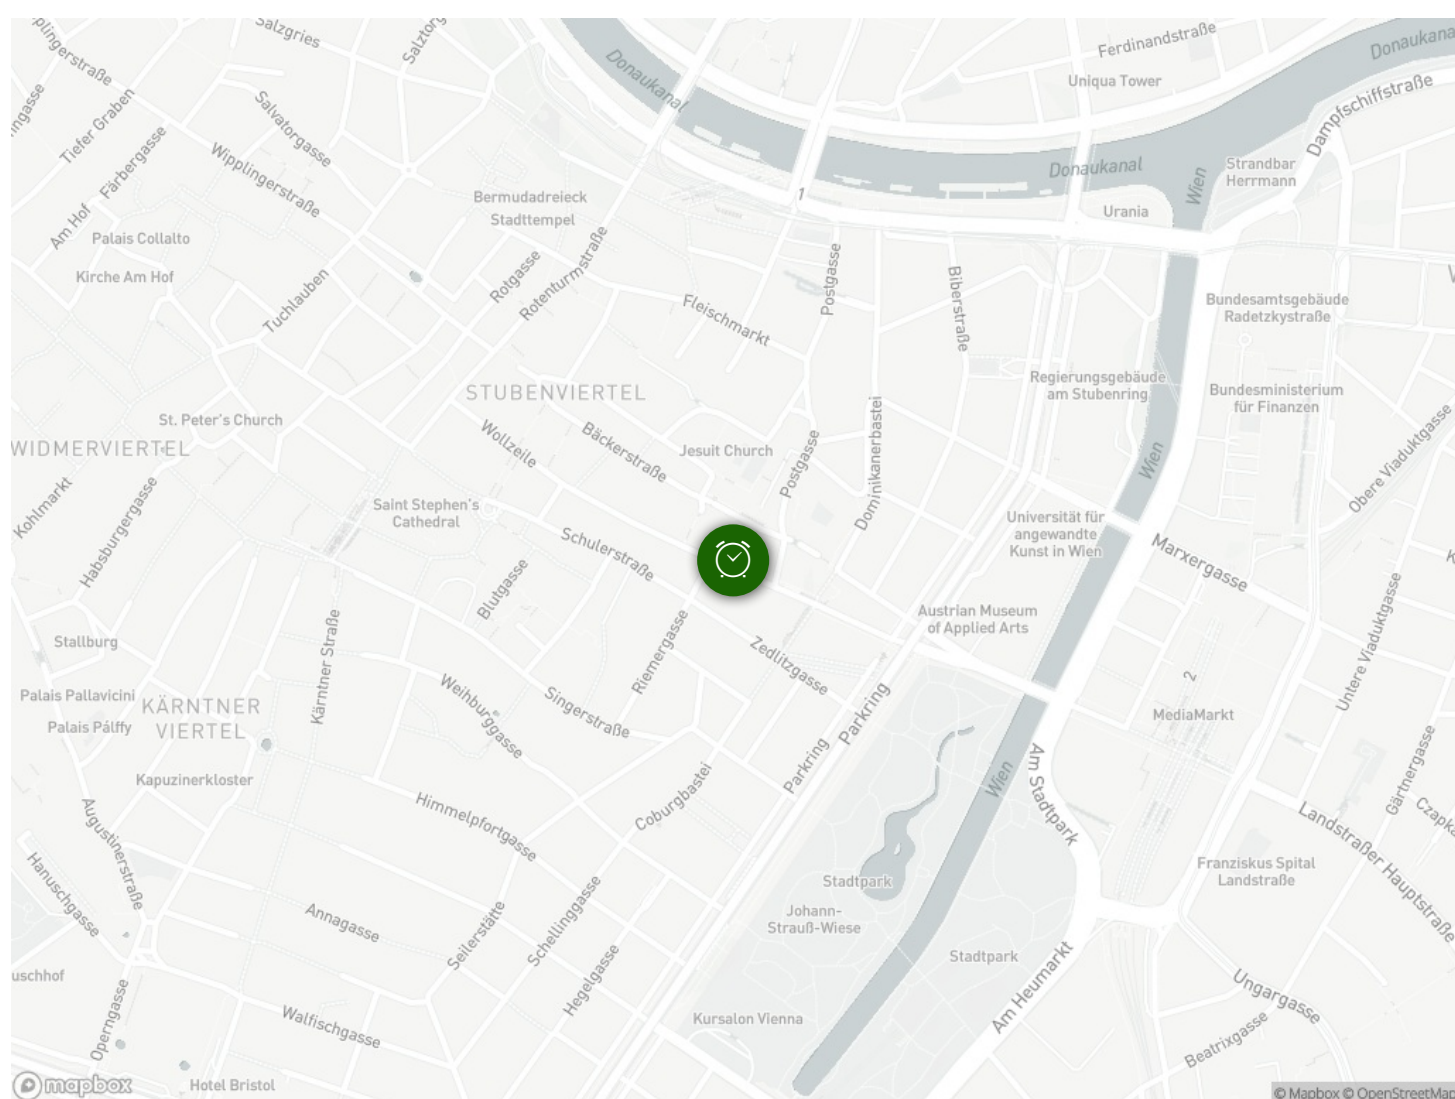 Salzgries
Donaukanal
Ferdinandstraße
Uniqua Tower
Dampfschiffstraße
Tiefer Graben
Färbergasse
Salvatorgasse
Wipplingerstraße
Donaukanal
Wien
Strandbar
Herrmann
Bermudadreieck
Stadttempel
1
Urania
Am Hof
Palais Collalto
Kirche Am Hof
Tuchlauben
Rotgasse
Rotenturmstraße
Fleischmarkt
Postgasse
Biberstraße
Bundesamtsgebäude
Radetzkystraße
STUBENVIERTEL
Regierungsgebäude
am Stubenring
Bundesministerium
für Finanzen
St. Peter's Church
WIDMERVIERTEL
Wollzeile
Bäckerstraße
Jesuit Church
Postgasse
Dominikanerbastei
Wien
Obere Viaduktgasse
Kohlmarkt
Habsburgergasse
Saint Stephen's
Cathedral
Schulerstraße
Universität für
angewandte
Kunst in Wien
Marxergasse
Blutgasse
Austrian Museum
of Applied Arts
Stallburg
Kärntner Straße
Riemergasse
Zedlitzgasse
Untere Viaduktgasse
Palais Pallavicini
Palais Pálffy
KÄRNTNER
VIERTEL
Weihburggasse
Singerstraße
Parkring
2
MediaMarkt
Kapuzinerkloster
Coburgbastei
Parkring
Wien
Am Stadtpark
Gärtnergasse
Augustinerstraße
Himmelpfortgasse
Landstraßer Hauptstraße
Hanuschgasse
Franziskus Spital
Landstraße
Stadtpark
Annagasse
Seilerstätte
Schellinggasse
Johann-
Strauß-Wiese
Stadtpark
Hegelgasse
Am Heumarkt
Ungargasse
Operngasse
Walfischgasse
Kursalon Vienna
Beatrixgasse
Hotel Bristol
mapbox
© Mapbox © OpenStreetMap